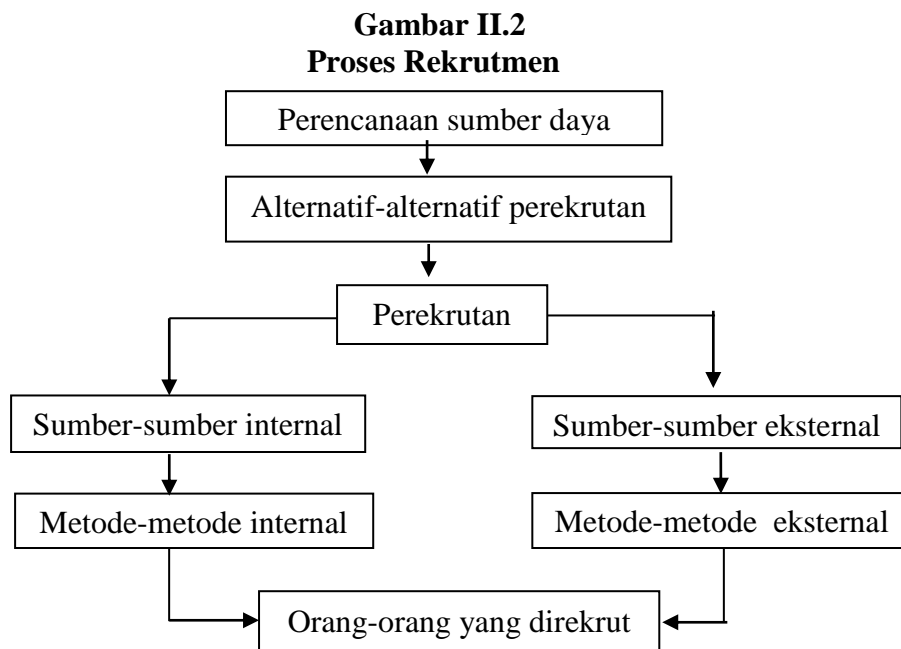 Gambar II.2
Proses Rekrutmen
Perencanaan sumber daya
Alternatif-alternatif perekrutan
Perekrutan
Sumber-sumber internal
Sumber-sumber eksternal
Metode-metode internal
Metode-metode eksternal
Orang-orang yang direkrut